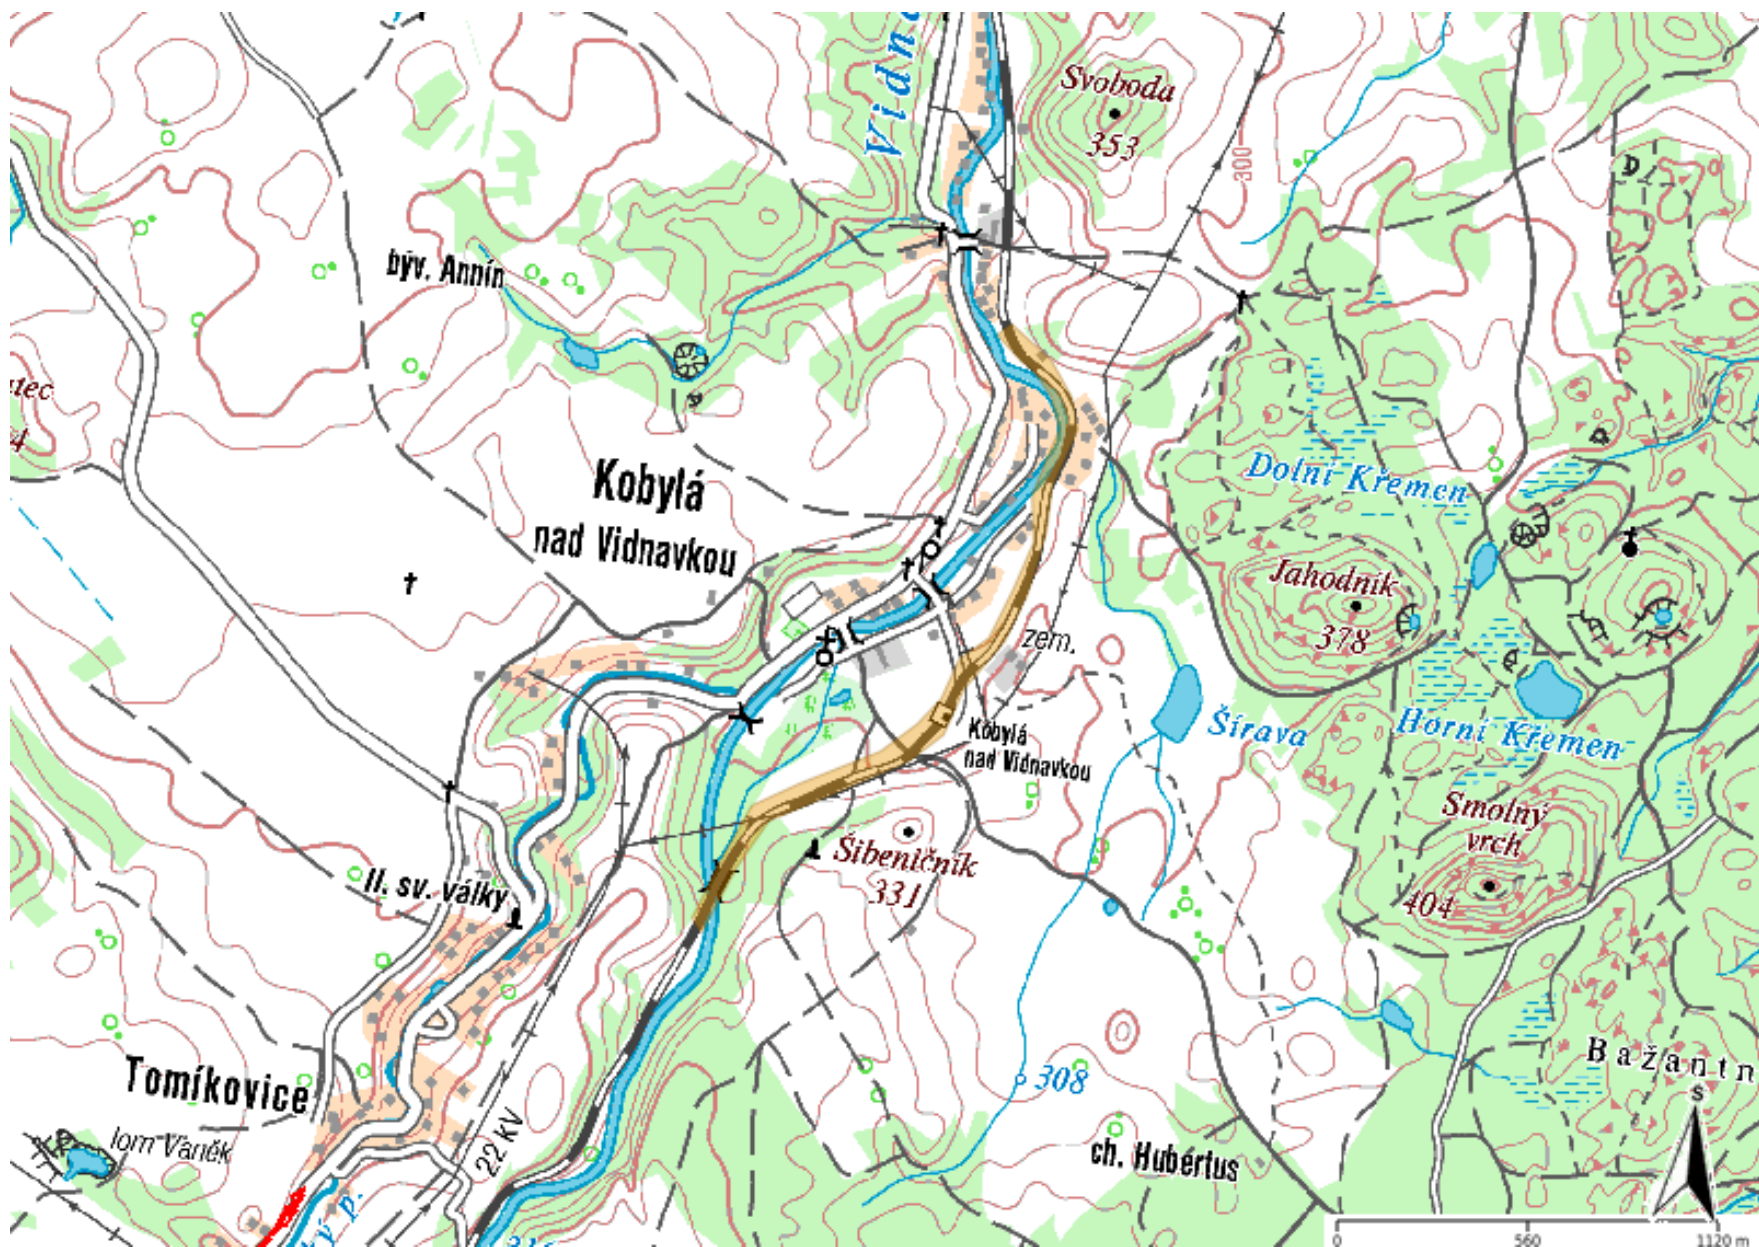 Vidn
Svoboda
353
300
D
býv. Annín
Kobylá
nad Vidnavkou
Dolní Křemen
Jahodník
378
zem.
Šírava
Horní Křemen
Kobylá
nad Vidnavkou
Smolný
vrch
404
Šibeničník
331
II. sv. války
Tomíkovice
lom Vaněk
22 kV
308
ch. Hubertus
Bažantn
S
0 560 1120 m